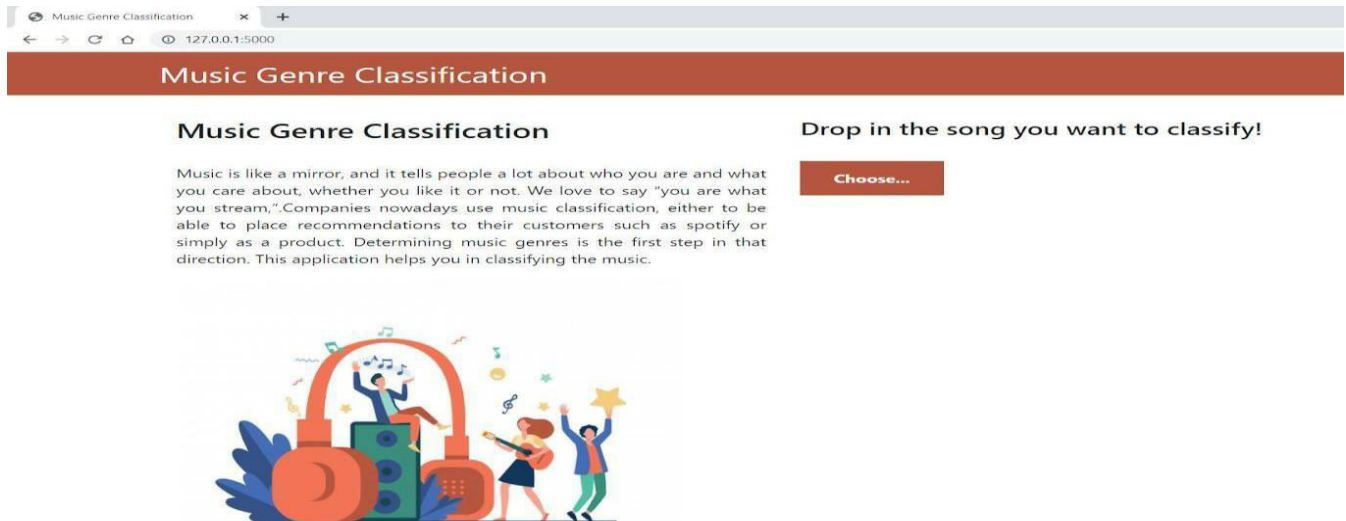 Music Genre Classification
127.0.0.1:5000
Music Genre Classification
Music Genre Classification
Music is like a mirror, and it tells people a lot about who you are and what
you care about, whether you like it or not. We love to say "you are what
you stream,".Companies nowadays use music classification, either to be
able to place recommendations to their customers such as spotify or
simply as a product. Determining music genres is the first step in that
direction. This application helps you in classifying the music.
Drop in the song you want to classify!
Choose...